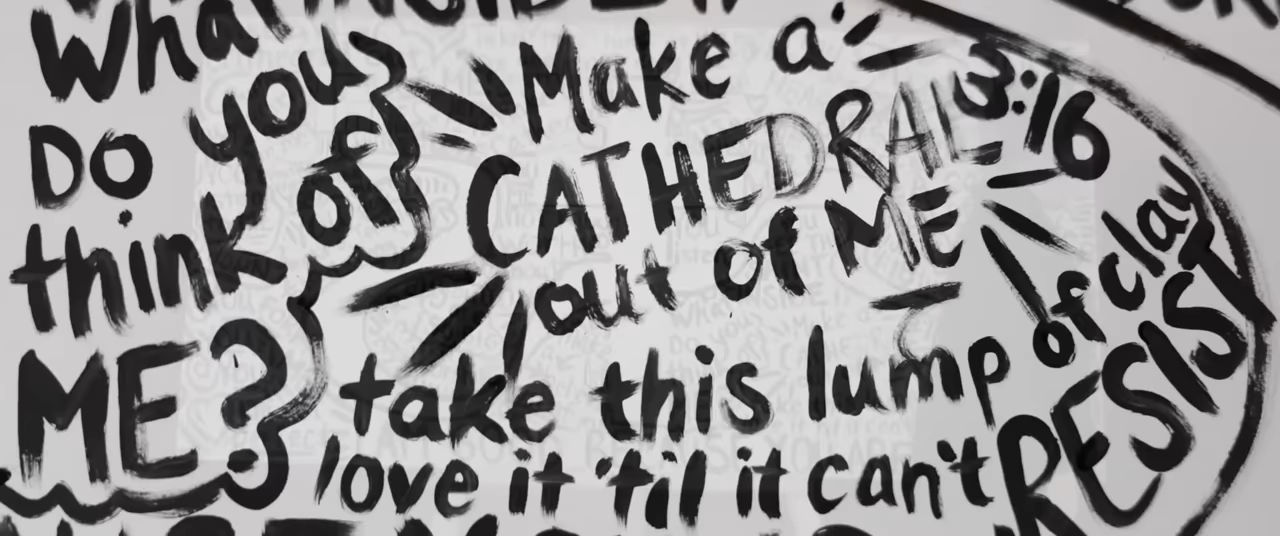 What
DO you
think of
ME?
Make a
CATHEDRAL 3:16
out of ME
take this lump of clay
love it 'til it can't RESIST